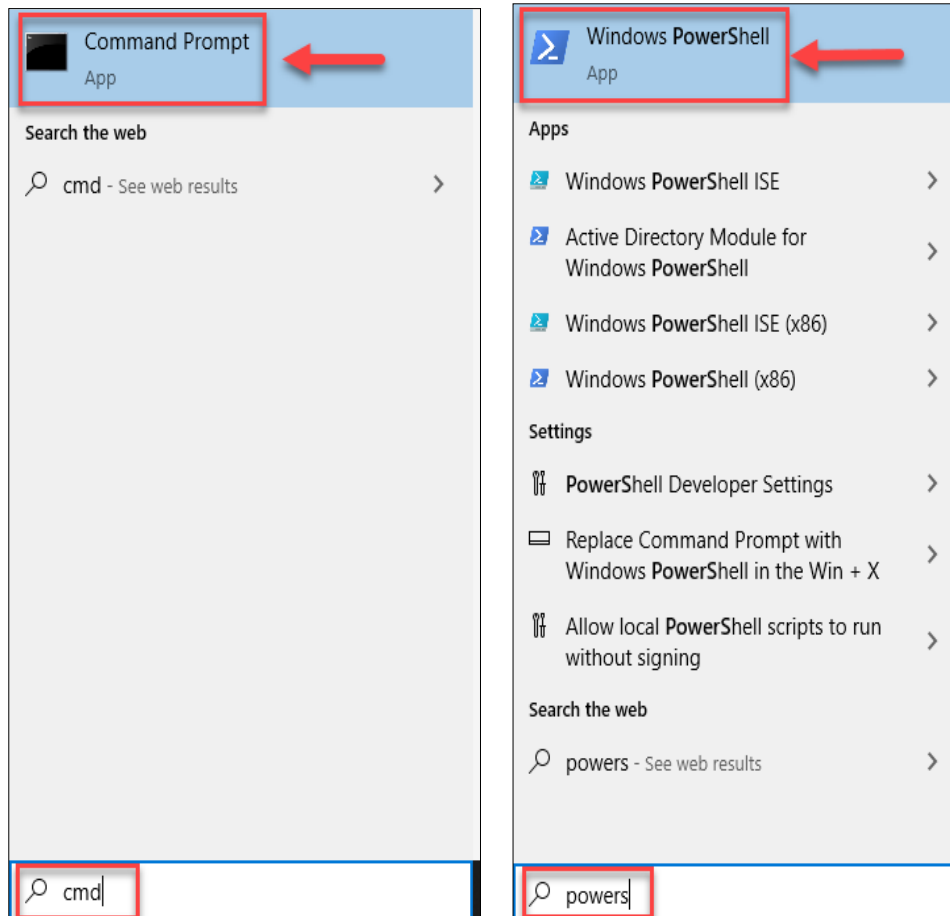 Command Prompt
App
Search the web
cmd - See web results
cmd
Windows PowerShell
App
Apps
Windows PowerShell ISE
Active Directory Module for
Windows PowerShell
Windows PowerShell ISE (x86)
Windows PowerShell (x86)
Settings
PowerShell Developer Settings
Replace Command Prompt with
Windows PowerShell in the Win + X
Allow local PowerShell scripts to run
without signing
Search the web
powers - See web results
powers